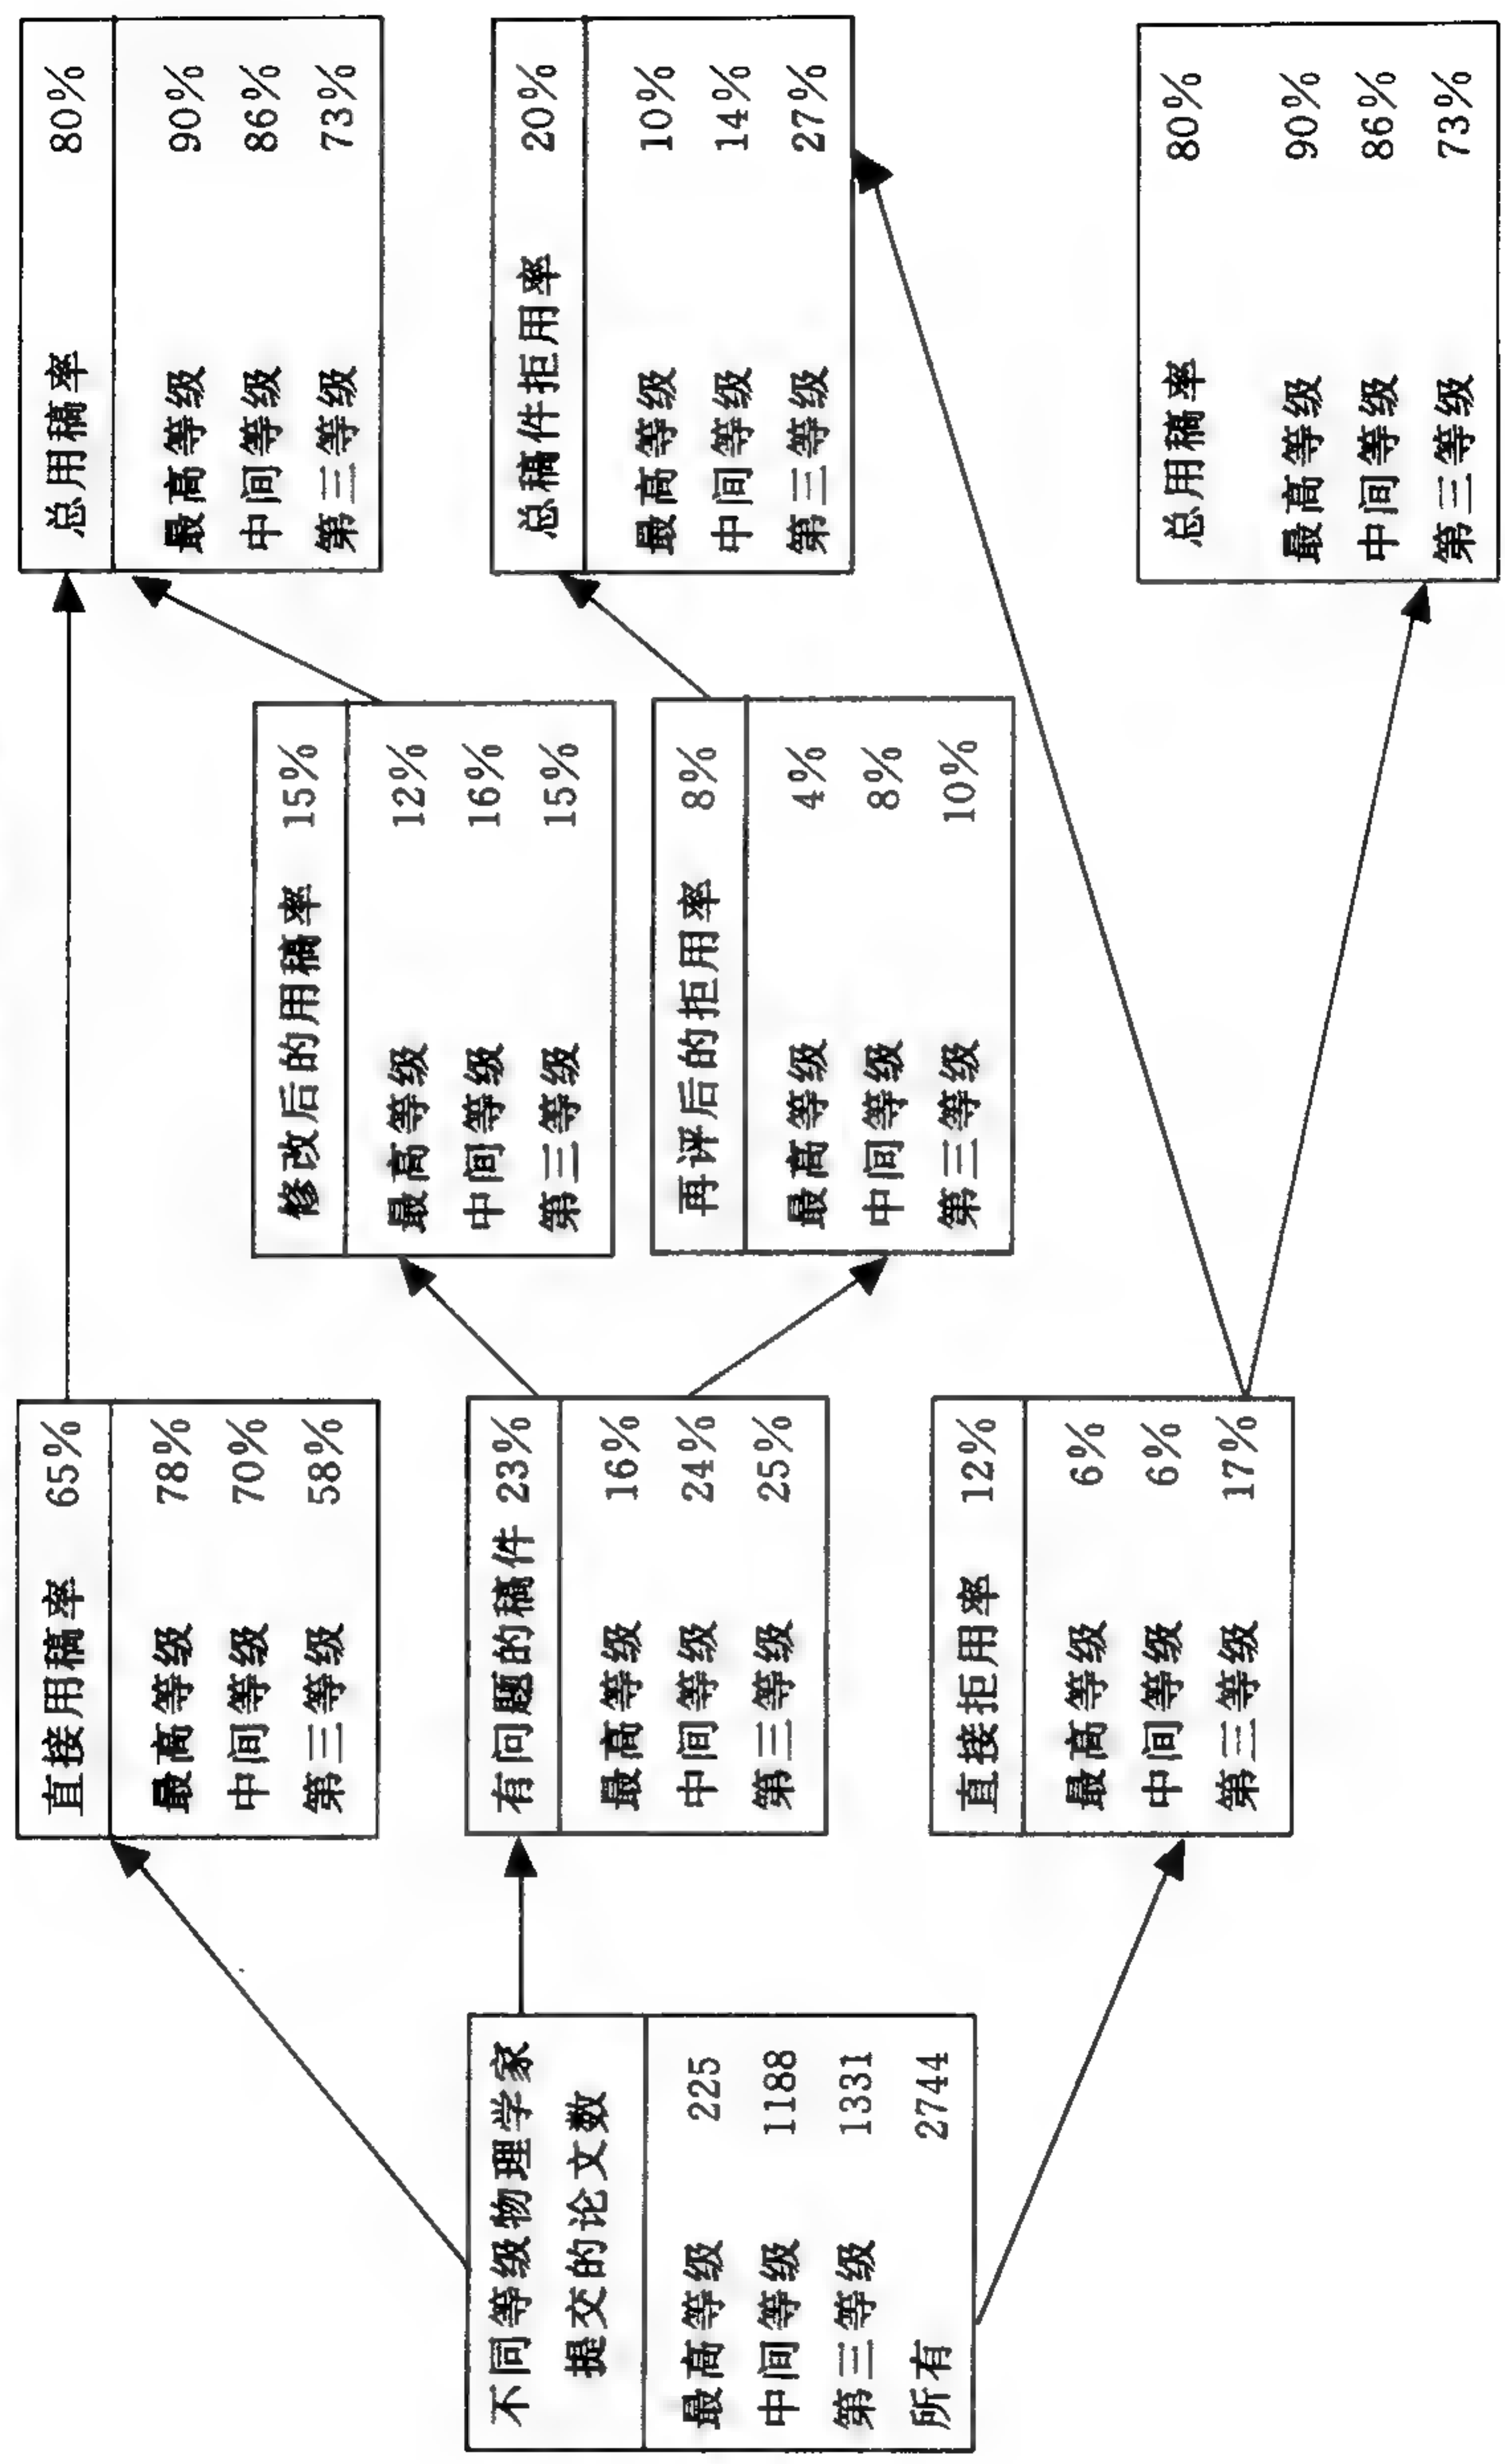 不同等级物理学家
提交的论文数
最高等级 225
中间等级 1188
第三等级 1331
所有 2744
直接用稿率 65%
最高等级 78%
中间等级 70%
第三等级 58%
有问题的稿件 23%
最高等级 16%
中间等级 24%
第三等级 25%
直接拒用率 12%
最高等级 6%
中间等级 6%
第三等级 17%
修改后的用稿率 15%
最高等级 12%
中间等级 16%
第三等级 15%
再评后的拒用率 8%
最高等级 4%
中间等级 8%
第三等级 10%
总用稿率 80%
最高等级 90%
中间等级 86%
第三等级 73%
总稿件拒用率 20%
最高等级 10%
中间等级 14%
第三等级 27%
总用稿率 80%
最高等级 90%
中间等级 86%
第三等级 73%